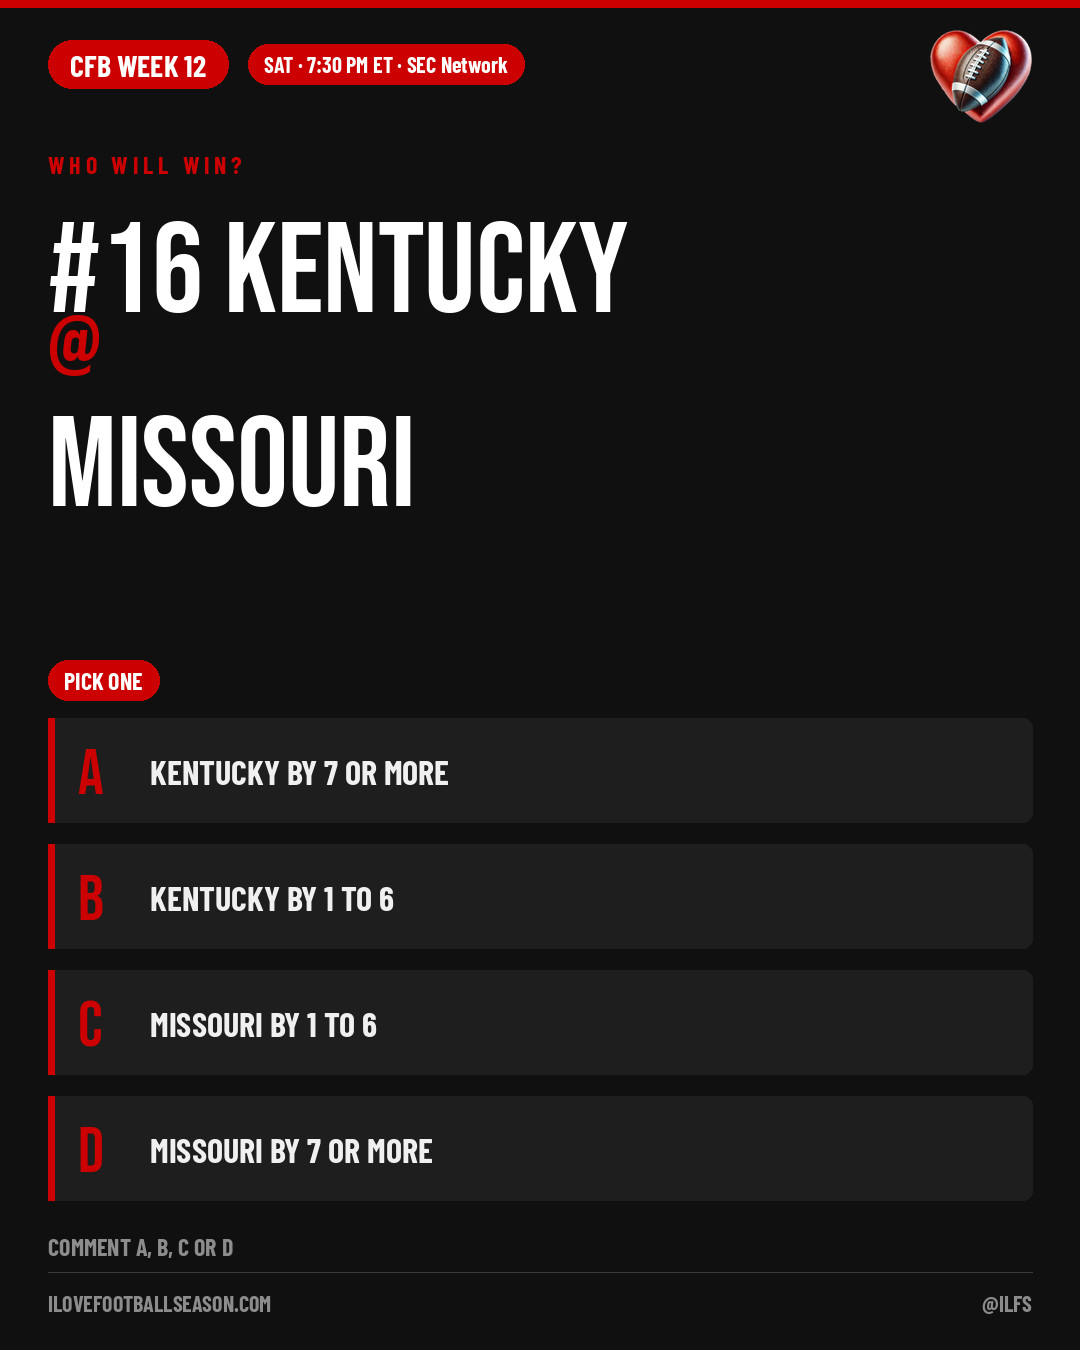 CFB WEEK 12
SAT · 7:30 PM ET · SEC Network
WHO WILL WIN?
#16 KENTUCKY
@
MISSOURI
PICK ONE
A KENTUCKY BY 7 OR MORE
B KENTUCKY BY 1 TO 6
C MISSOURI BY 1 TO 6
D MISSOURI BY 7 OR MORE
COMMENT A, B, C OR D
ILOVEFOOTBALLSEASON.COM
@ILFS